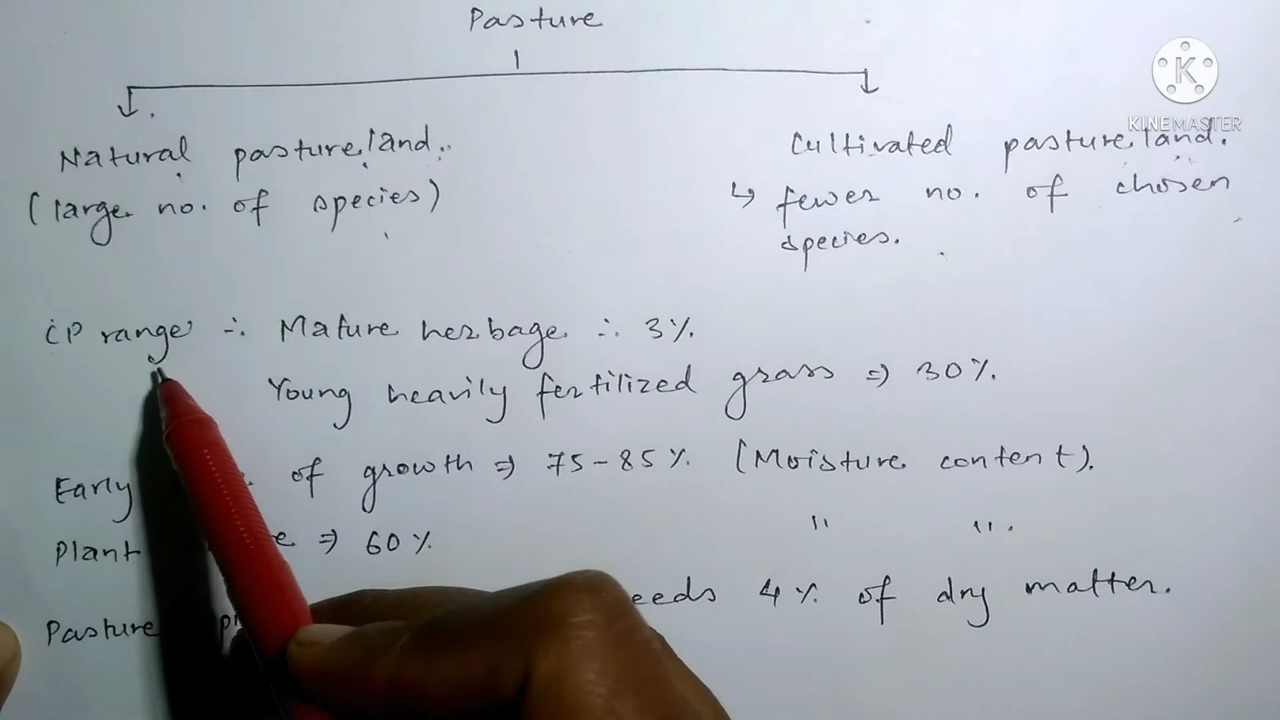 Pasture
Natural pasture land.
(large no. of species)
Cultivated pasture land.
↳ fewer no. of chosen
species.
CP range ∴ Mature herbage ∴ 3%.
Young heavily fertilized grass ⇒ 30%.
Early of growth ⇒ 75-85% (Moisture content).
Plant ⇒ 60% " ".
Pasture 4% of dry matter.
KINEMASTER